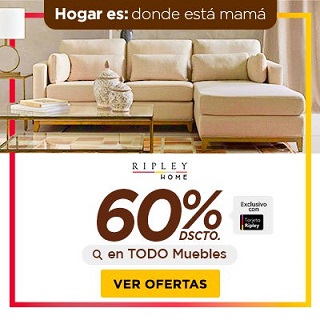 Hogar es: donde está mamá
RIPLEY
HOME
60%
DSCTO.
Exclusivo
con
Tarjeta
Ripley
en TODO Muebles
VER OFERTAS